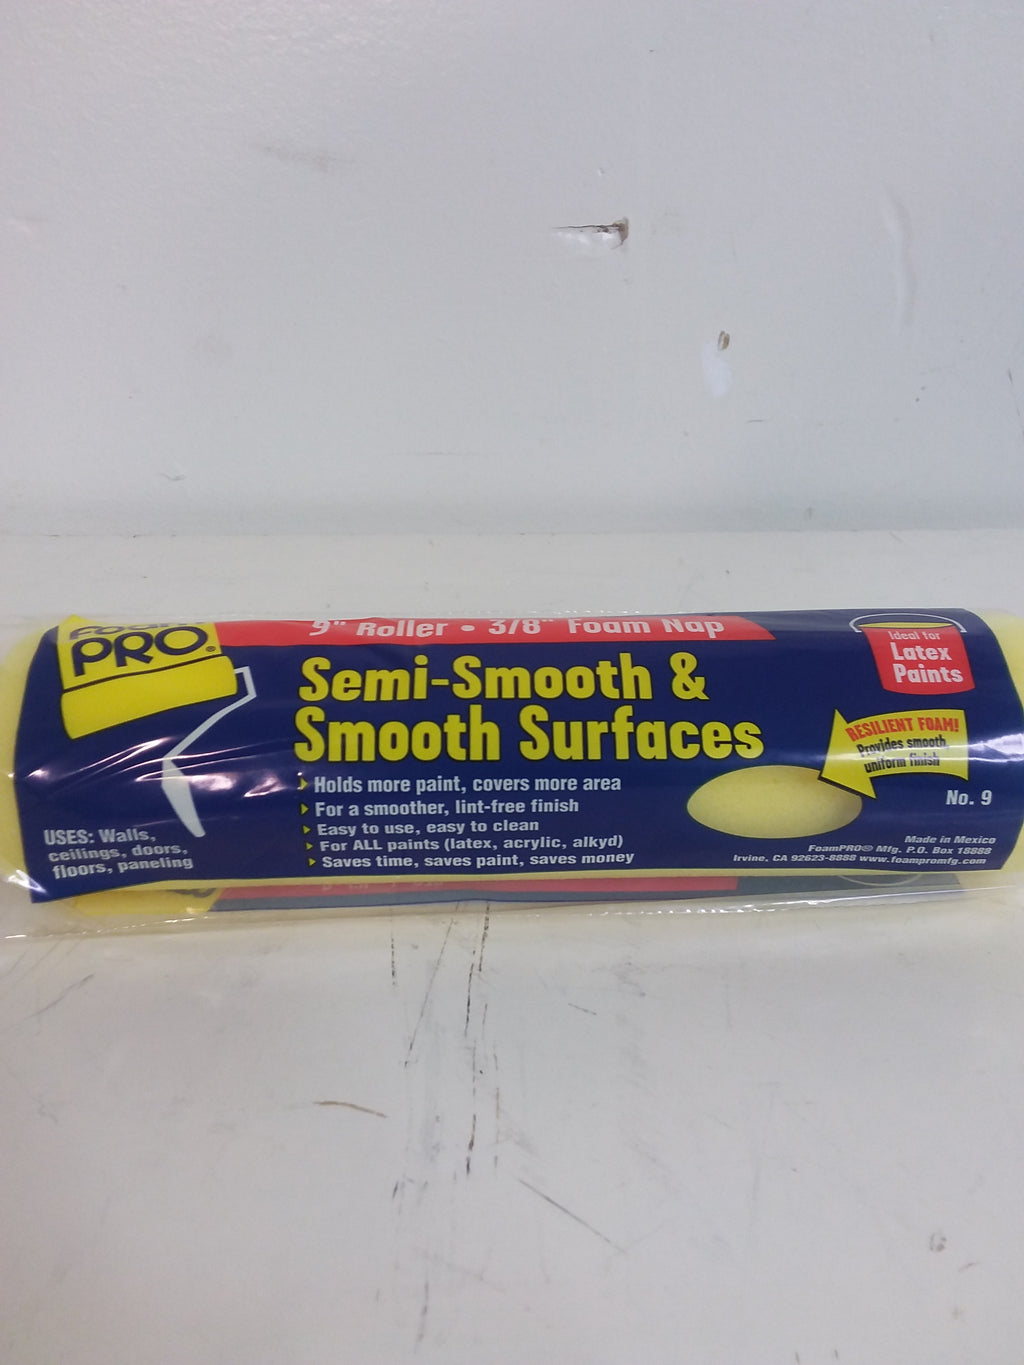 FOAM
PRO®
9" Roller • 3/8" Foam Nap
Semi-Smooth &
Smooth Surfaces
Holds more paint, covers more area
For a smoother, lint-free finish
Easy to use, easy to clean
For ALL paints (latex, acrylic, alkyd)
Saves time, saves paint, saves money
USES: Walls,
ceilings, doors,
floors, paneling
Ideal for
Latex
Paints
RESILIENT FOAM!
Provides smooth
uniform finish
No. 9
Made in Mexico
FoamPRO® Mfg. P.O. Box 18888
Irvine, CA 92623-8888 www.foampromfg.com